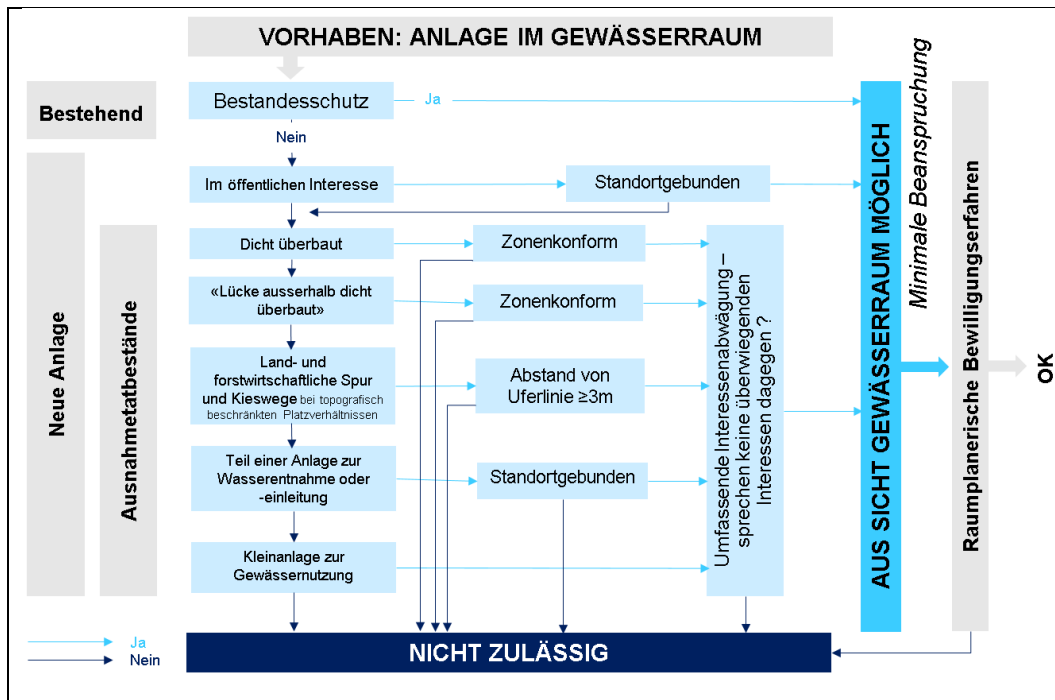 VORHABEN: ANLAGE IM GEWÄSSERRAUM
Bestehend
Bestandesschutz
Ja
Nein
Neue Anlage
Im öffentlichen Interesse
Standortgebunden
Ausnahmetatbestände
Dicht überbaut
Zonenkonform
«Lücke ausserhalb dicht
überbaut»
Zonenkonform
Land- und
forstwirtschaftliche Spur
und Kieswege bei topografisch
beschränkten Platzverhältnissen
Abstand von
Uferlinie ≥3m
Teil einer Anlage zur
Wasserentnahme oder
-einleitung
Standortgebunden
Kleinanlage zur
Gewässernutzung
Umfassende Interessenabwägung –
sprechen keine überwiegenden
Interessen dagegen ?
AUS SICHT GEWÄSSERRAUM MÖGLICH
Minimale Beanspruchung
Raumplanerische Bewilligungserfahren
OK
Ja
Nein
NICHT ZULÄSSIG